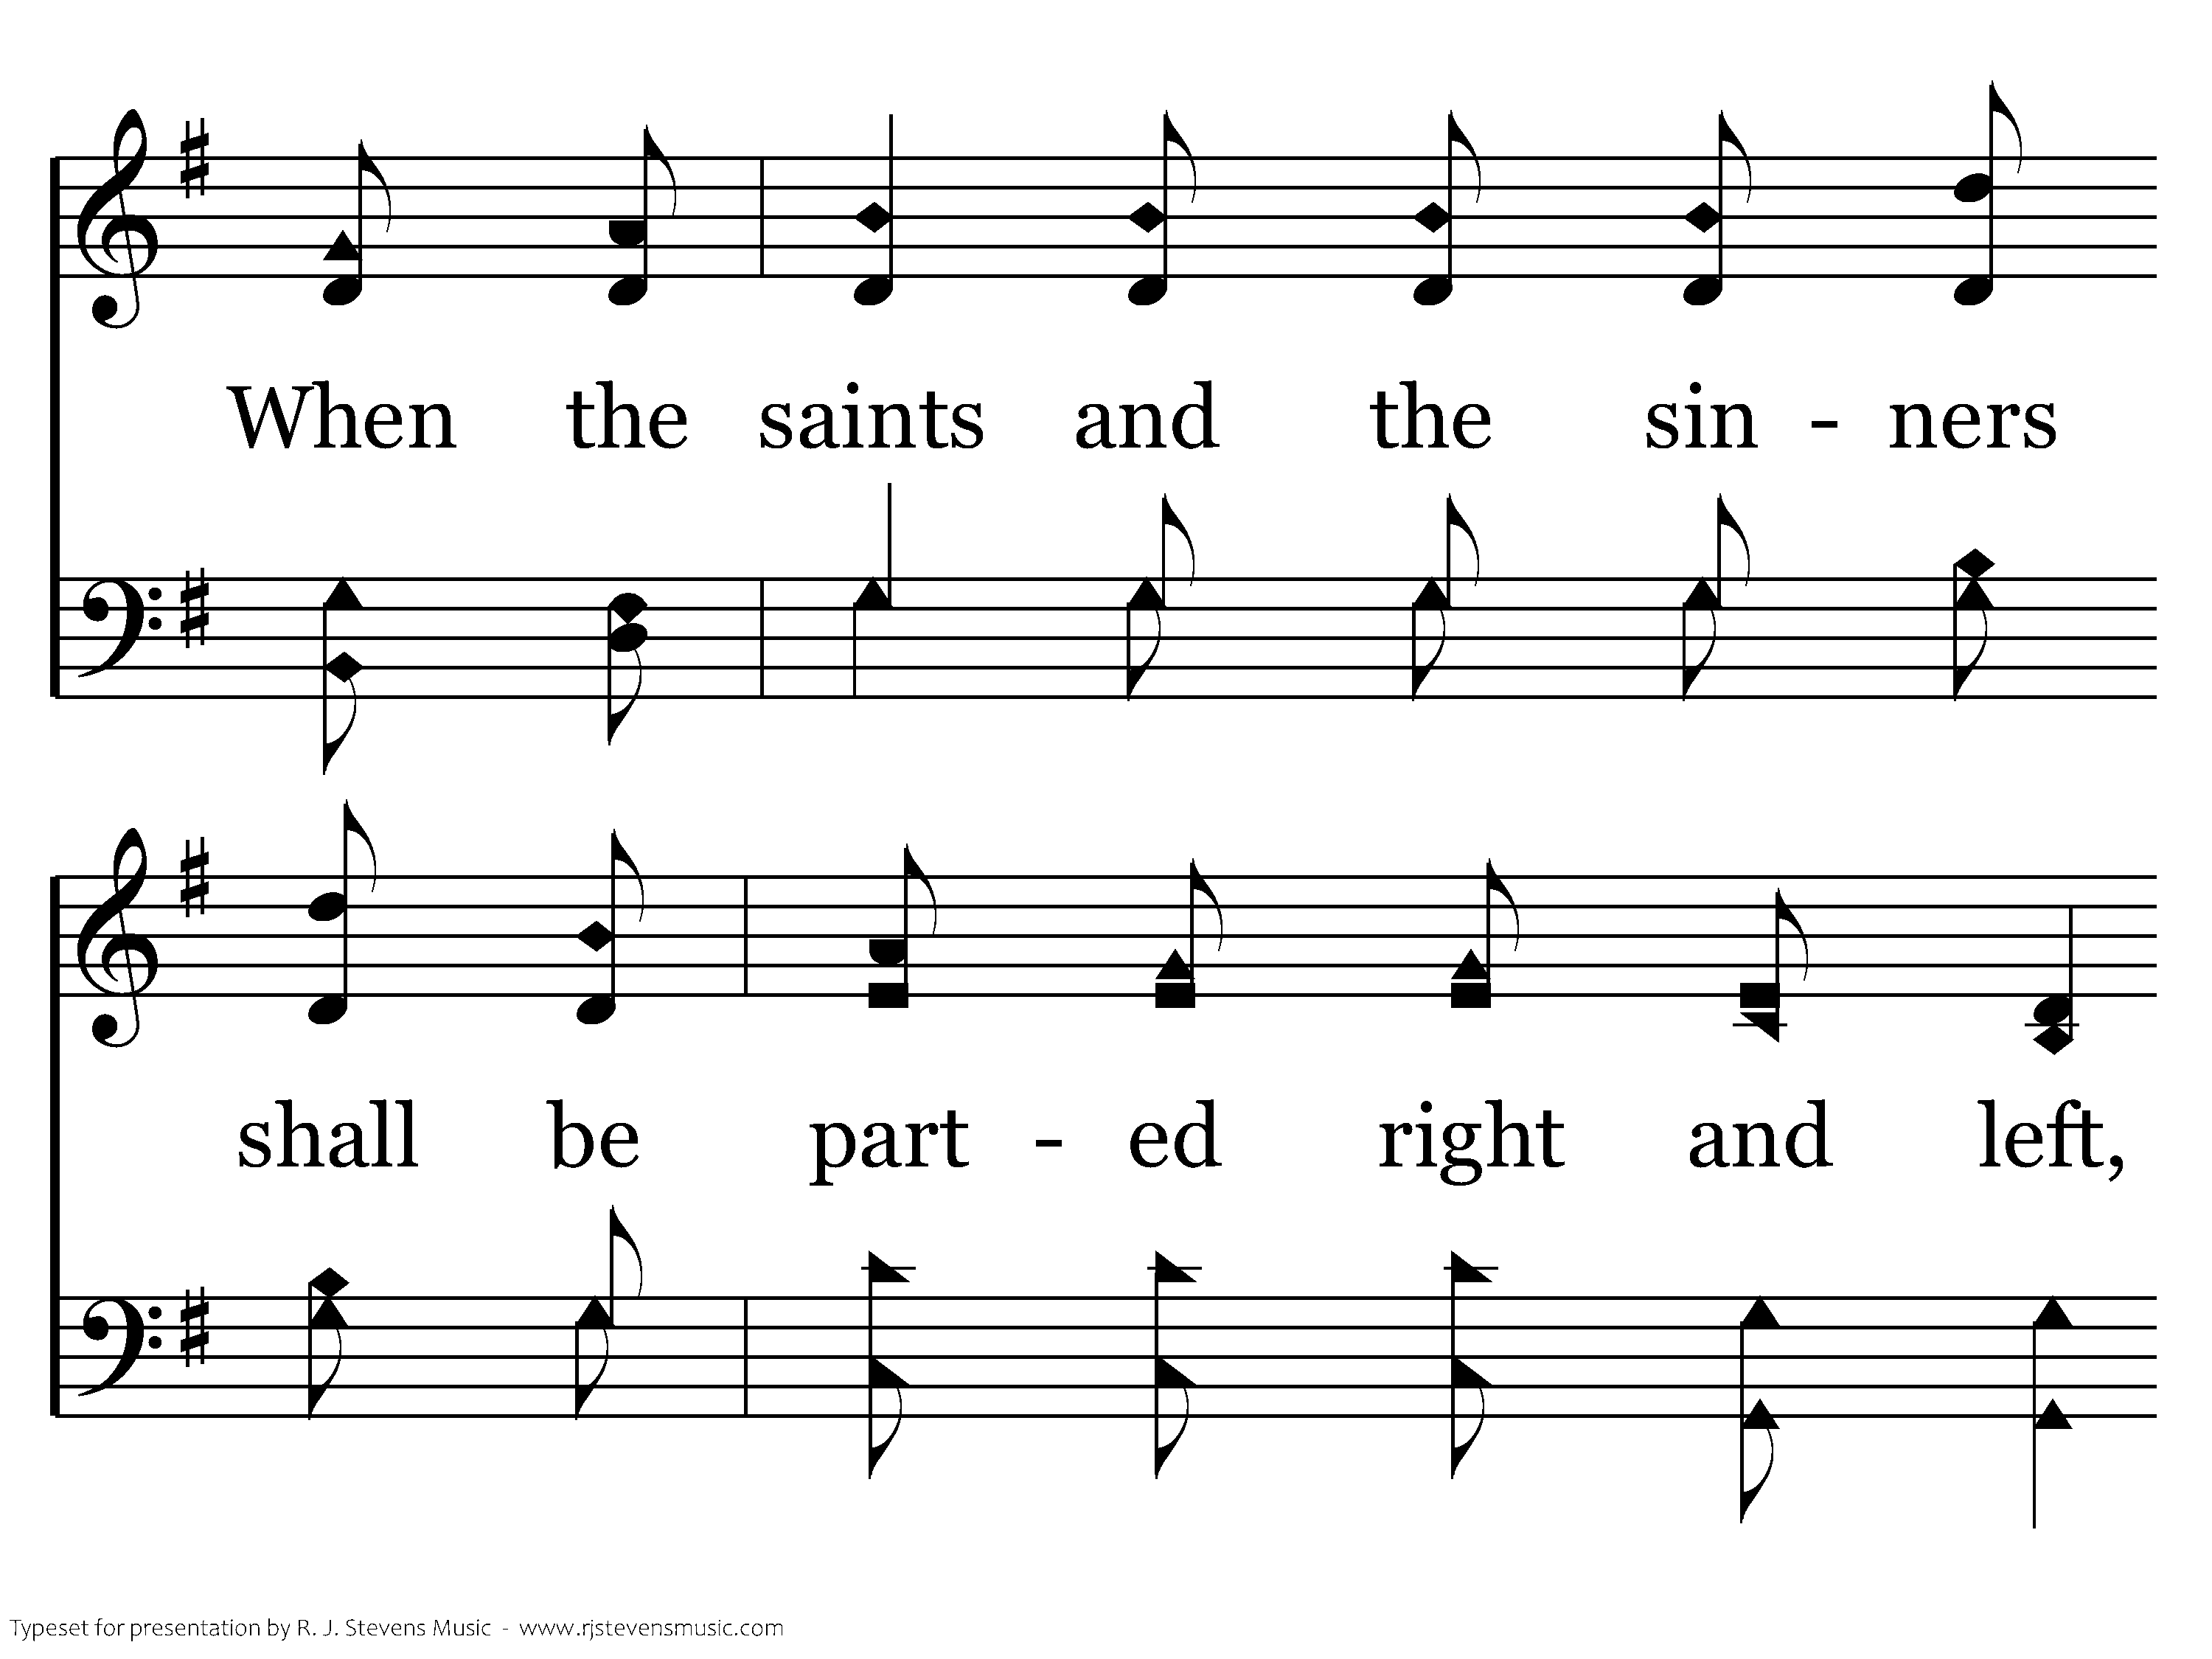 When the saints and the sin - ners
shall be part - ed right and left,
Typeset for presentation by R. J. Stevens Music - www.rjstevensmusic.com